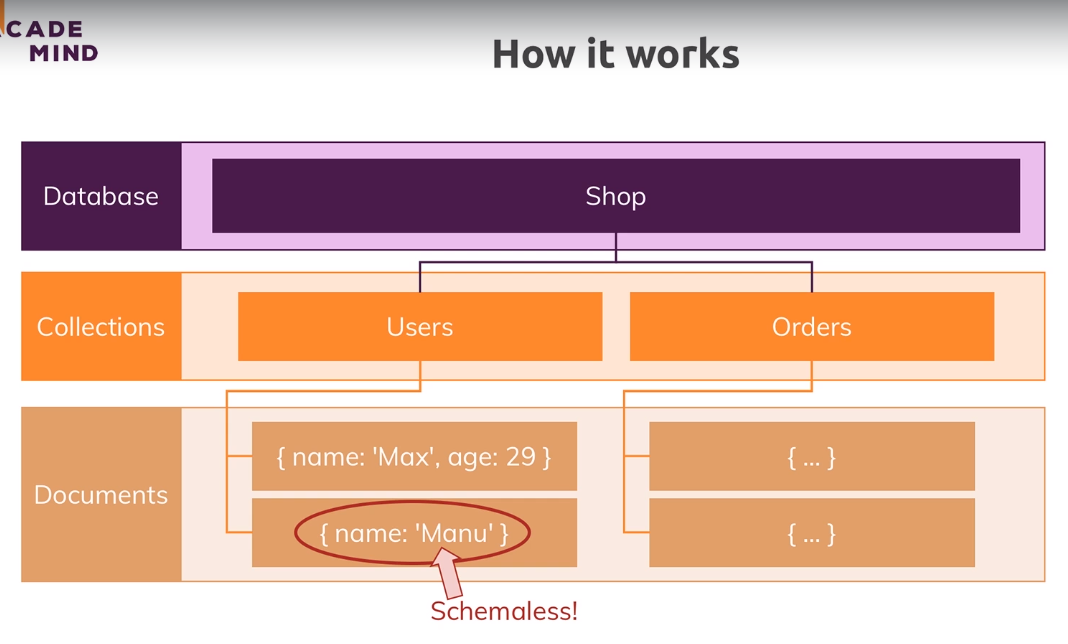 CADE
MIND
How it works
Database
Shop
Collections
Users
Orders
Documents
{ name: 'Max', age: 29 }
{ ... }
{ name: 'Manu' }
{ ... }
Schemaless!